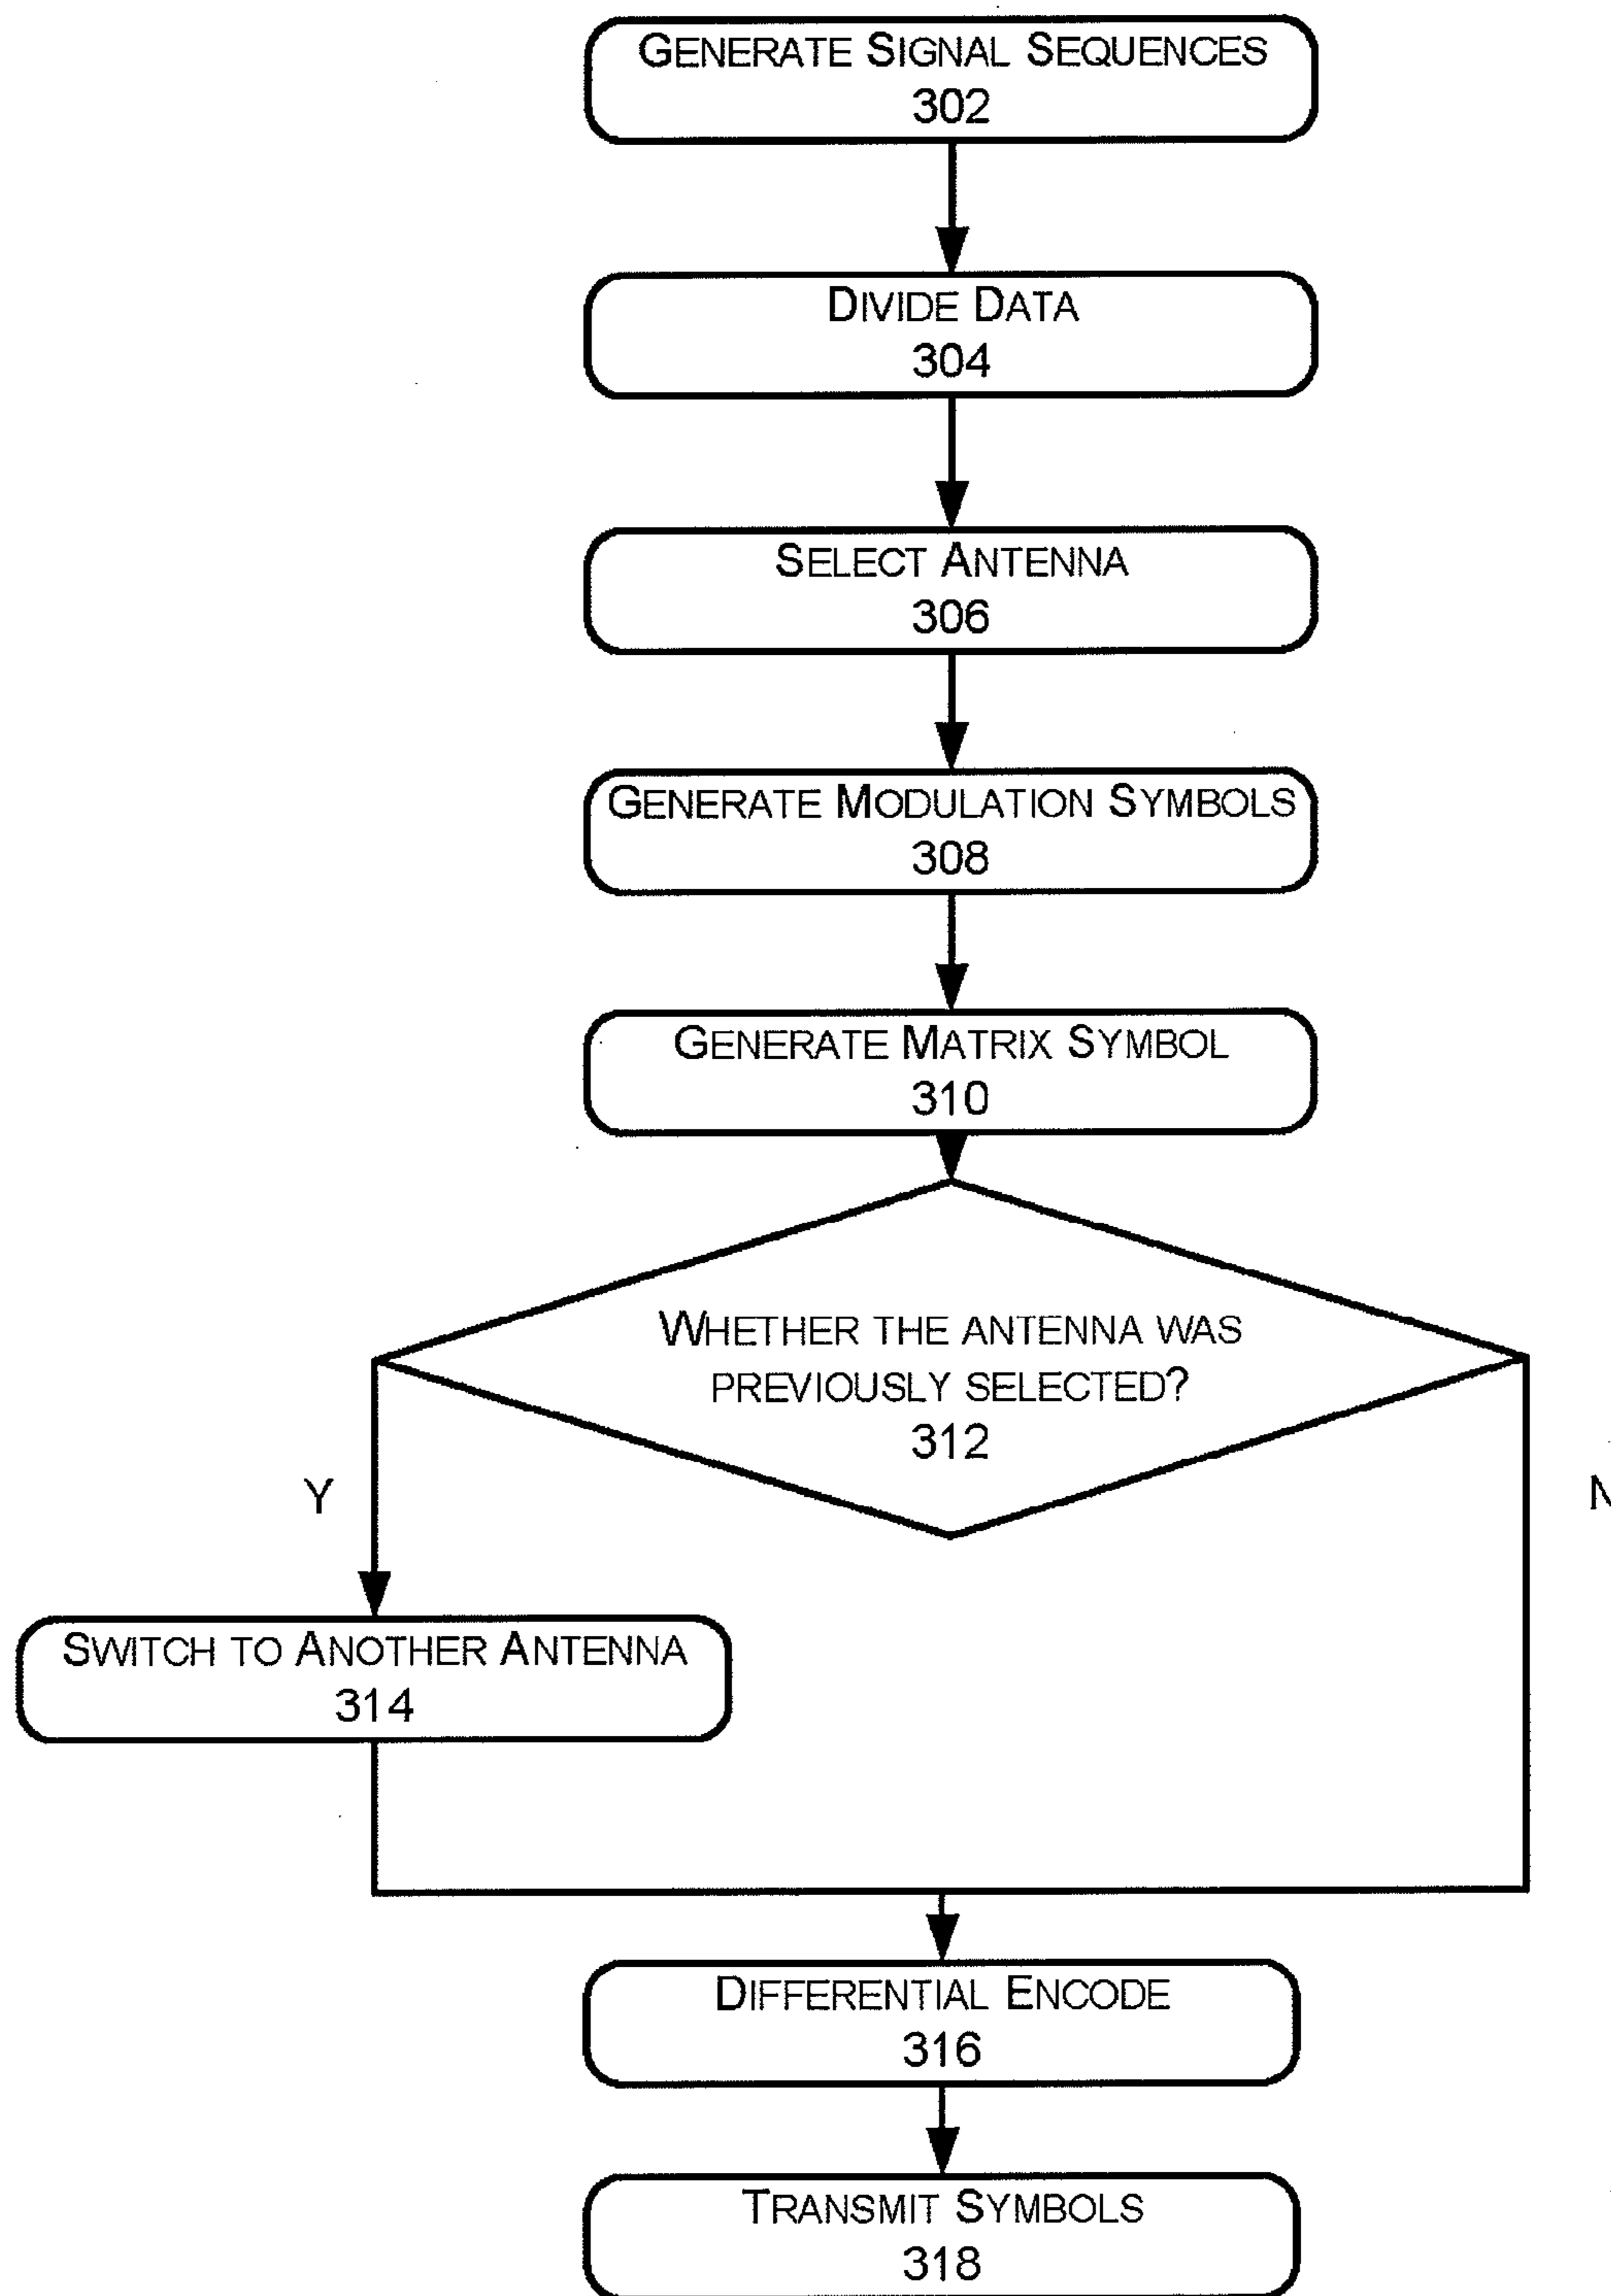 GENERATE SIGNAL SEQUENCES
302
DIVIDE DATA
304
SELECT ANTENNA
306
GENERATE MODULATION SYMBOLS
308
GENERATE MATRIX SYMBOL
310
WHETHER THE ANTENNA WAS
PREVIOUSLY SELECTED?
312
Y
N
SWITCH TO ANOTHER ANTENNA
314
DIFFERENTIAL ENCODE
316
TRANSMIT SYMBOLS
318